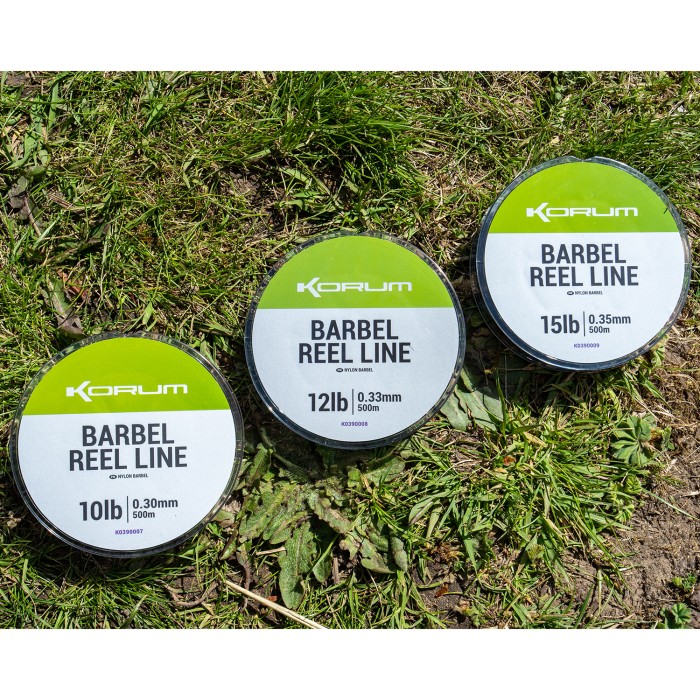 KORUM
BARBEL
REEL LINE
NYLON BARBEL
10lb 0.30mm
500m
K0390007
KORUM
BARBEL
REEL LINE
NYLON BARBEL
12lb 0.33mm
500m
K0390008
KORUM
BARBEL
REEL LINE
NYLON BARBEL
15lb 0.35mm
500m
K0390009